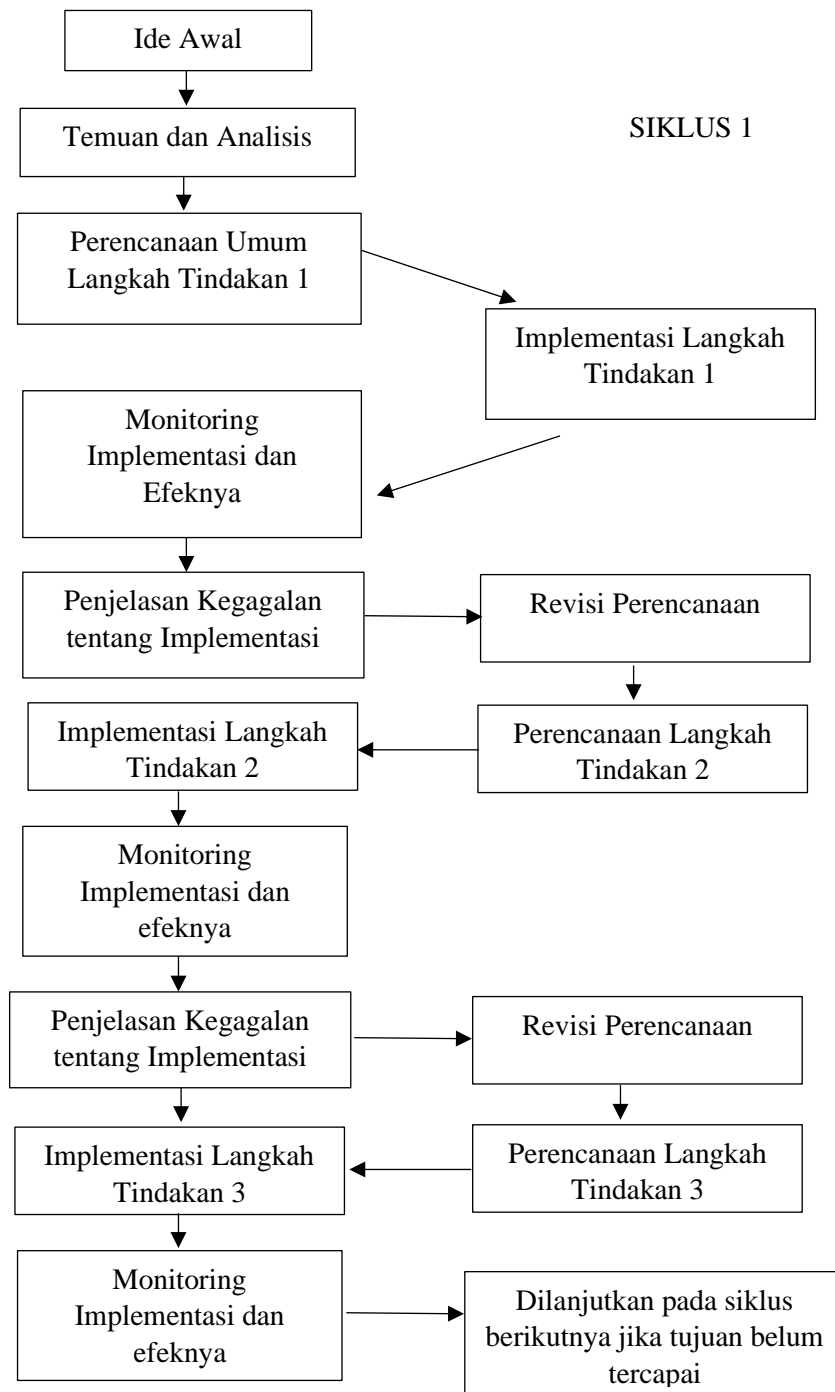 Ide Awal
SIKLUS 1
Temuan dan Analisis
Perencanaan Umum
Langkah Tindakan 1
Implementasi Langkah
Tindakan 1
Monitoring
Implementasi dan
Efeknya
Penjelasan Kegagalan
tentang Implementasi
Revisi Perencanaan
Perencanaan Langkah
Tindakan 2
Implementasi Langkah
Tindakan 2
Monitoring
Implementasi dan
efeknya
Penjelasan Kegagalan
tentang Implementasi
Revisi Perencanaan
Perencanaan Langkah
Tindakan 3
Implementasi Langkah
Tindakan 3
Monitoring
Implementasi dan
efeknya
Dilanjutkan pada siklus
berikutnya jika tujuan belum
tercapai